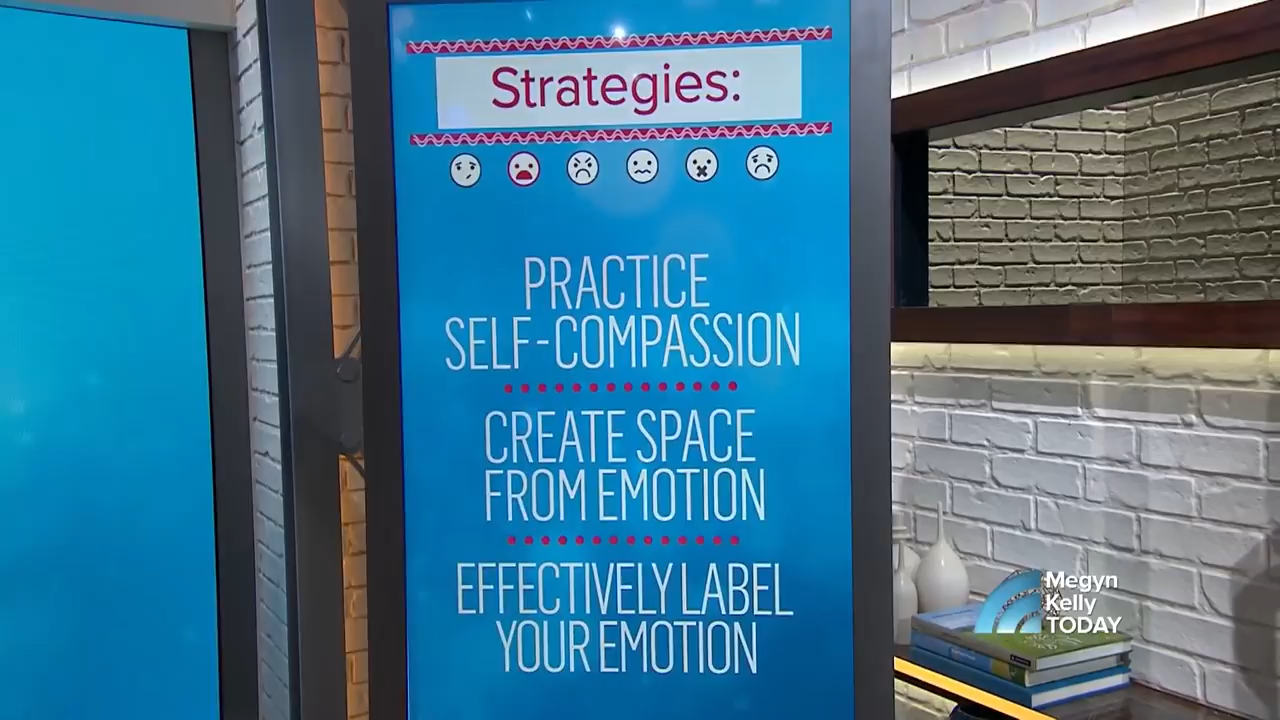 Strategies:
PRACTICE
SELF-COMPASSION
CREATE SPACE
FROM EMOTION
EFFECTIVELY LABEL
YOUR EMOTION
Megyn
Kelly
TODAY